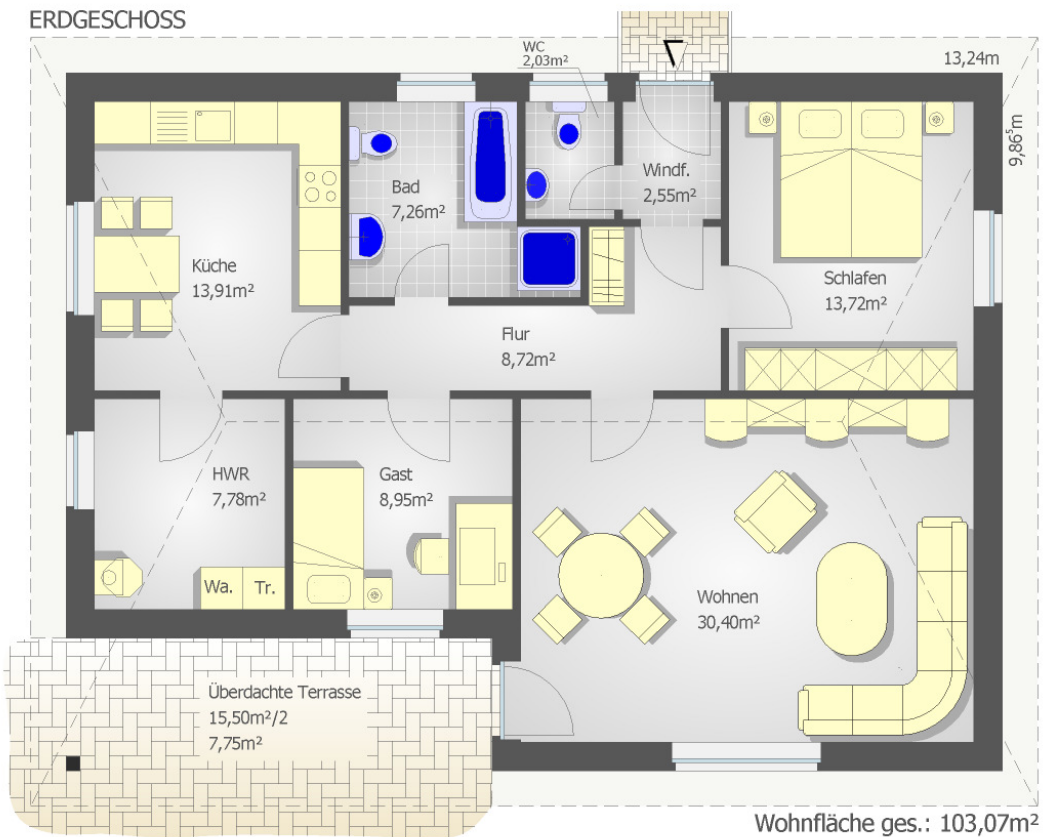 ERDGESCHOSS
WC
2,03m²
13,24m
9,86⁵m
Bad
7,26m²
Windf.
2,55m²
Küche
13,91m²
Schlafen
13,72m²
Flur
8,72m²
HWR
7,78m²
Gast
8,95m²
Wa.
Tr.
Wohnen
30,40m²
Überdachte Terrasse
15,50m²/2
7,75m²
Wohnfläche ges.: 103,07m²